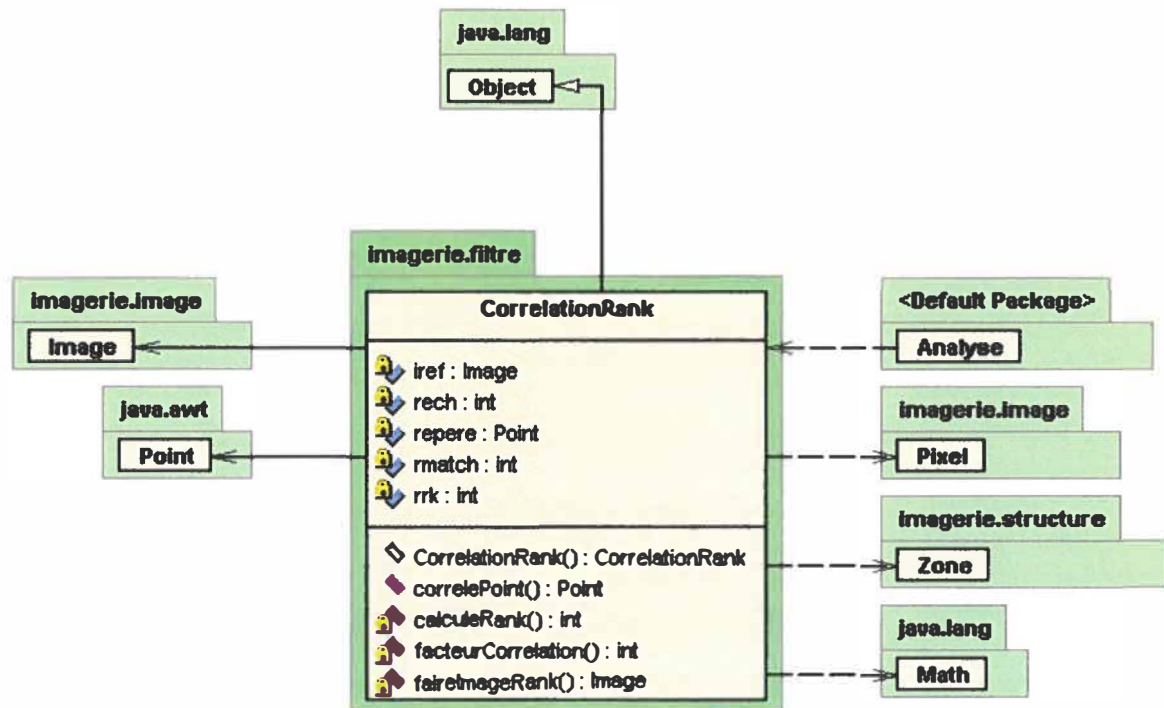 java.lang
Object
imagerie.filtre
CorrelationRank
iref : Image
rech : int
repere : Point
rmatch : int
rrk : int
CorrelationRank() : CorrelationRank
correlePoint() : Point
calculeRank() : int
facteurCorrelation() : int
faireImageRank() : Image
imagerie.image
Image
java.awt
Point
<Default Package>
Analyse
imagerie.image
Pixel
imagerie.structure
Zone
java.lang
Math